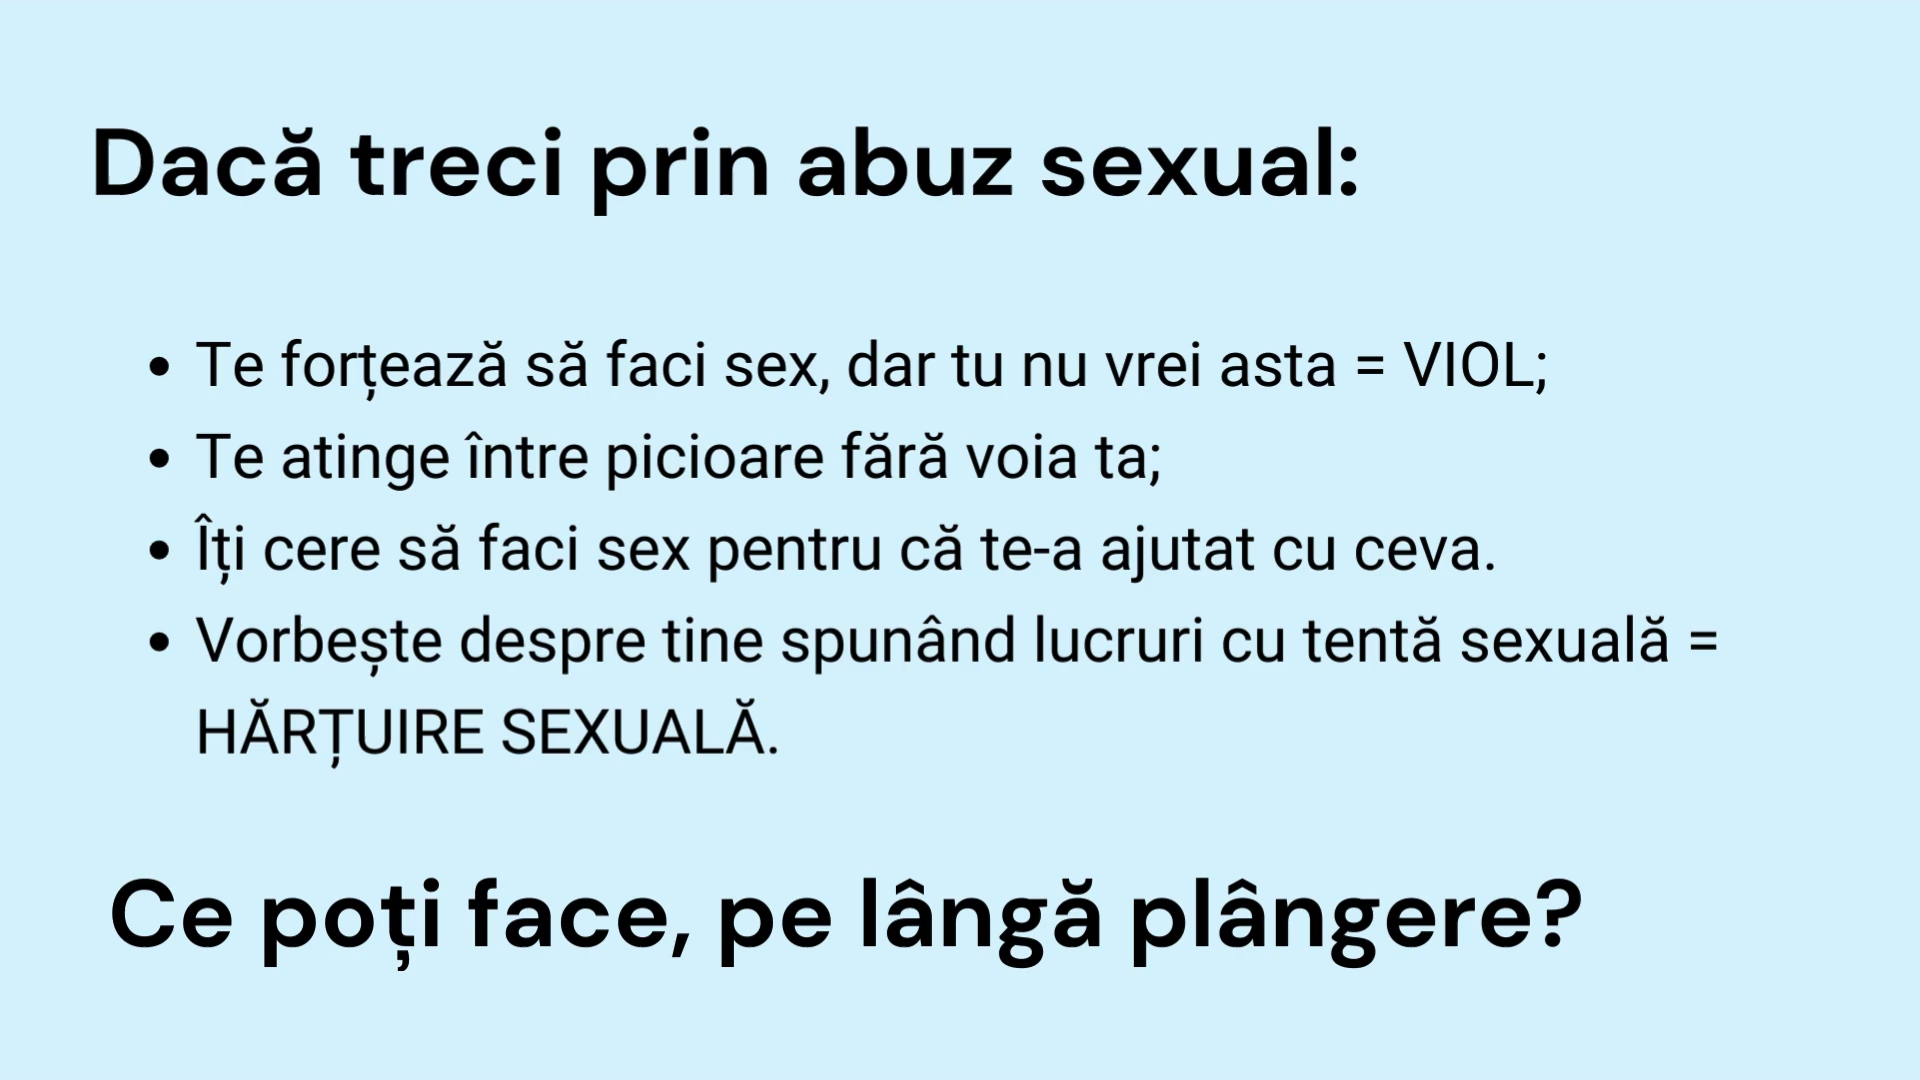 Dacă treci prin abuz sexual:
• Te forțează să faci sex, dar tu nu vrei asta = VIOL;
• Te atinge între picioare fără voia ta;
• Îți cere să faci sex pentru că te-a ajutat cu ceva.
• Vorbește despre tine spunând lucruri cu tentă sexuală =
HĂRȚUIRE SEXUALĂ.
Ce poți face, pe lângă plângere?